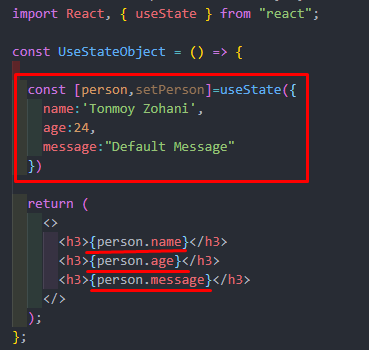 import React, { useState } from "react";
const UseStateObject = () => {
const [person,setPerson]=useState({
name:'Tonmoy Zohani',
age:24,
message:"Default Message"
})
return (
<>
<h3>{person.name}</h3>
<h3>{person.age}</h3>
<h3>{person.message}</h3>
</>
);
};